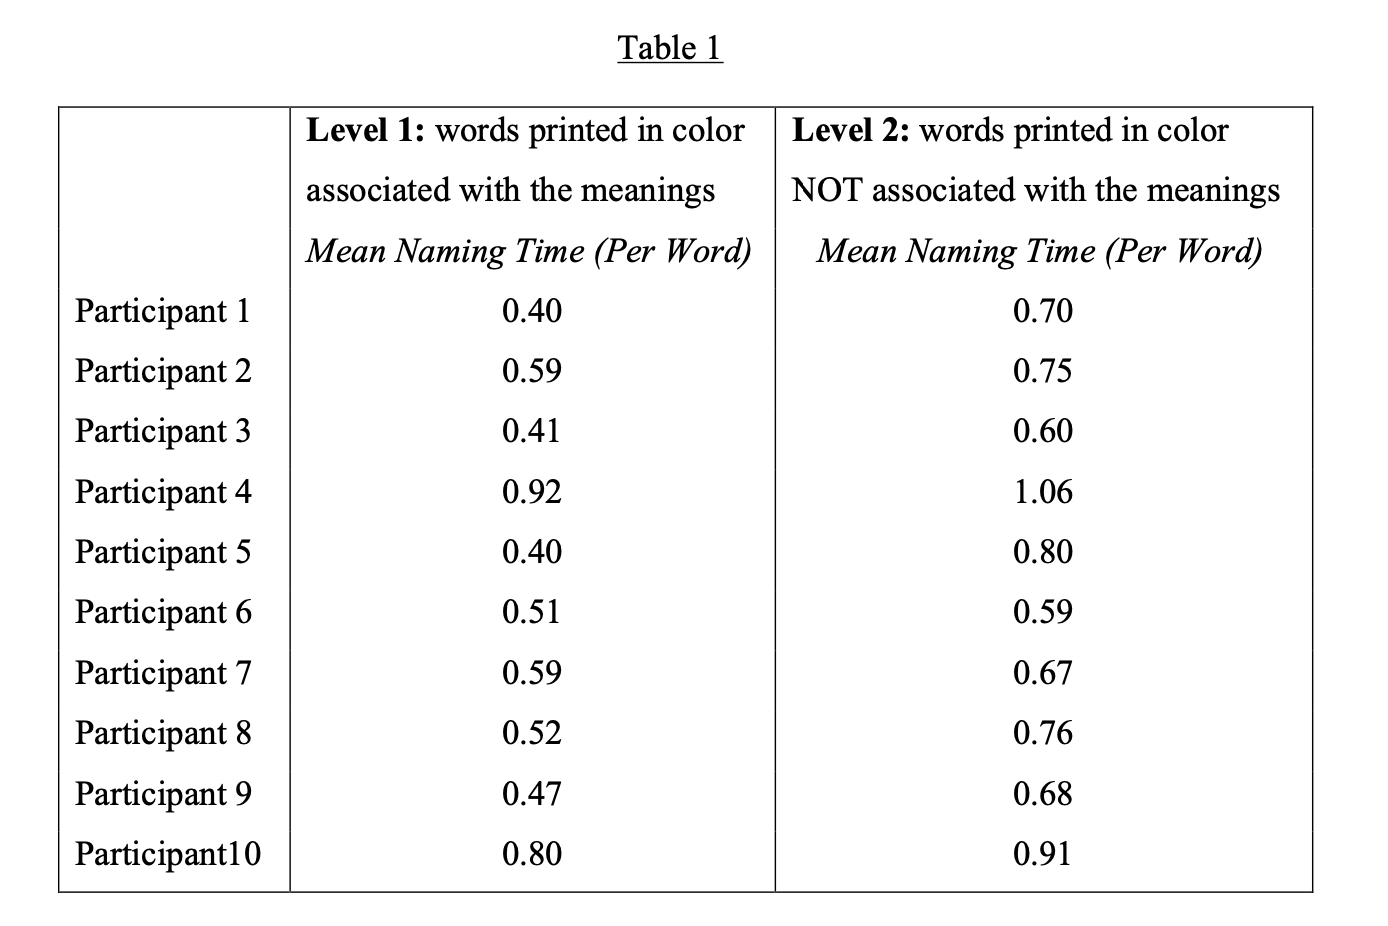 Table 1
Level 1: words printed in color Level 2: words printed in color
associated with the meanings NOT associated with the meanings
Mean Naming Time (Per Word) Mean Naming Time (Per Word)
Participant 1 0.40 0.70
Participant 2 0.59 0.75
Participant 3 0.41 0.60
Participant 4 0.92 1.06
Participant 5 0.40 0.80
Participant 6 0.51 0.59
Participant 7 0.59 0.67
Participant 8 0.52 0.76
Participant 9 0.47 0.68
Participant10 0.80 0.91